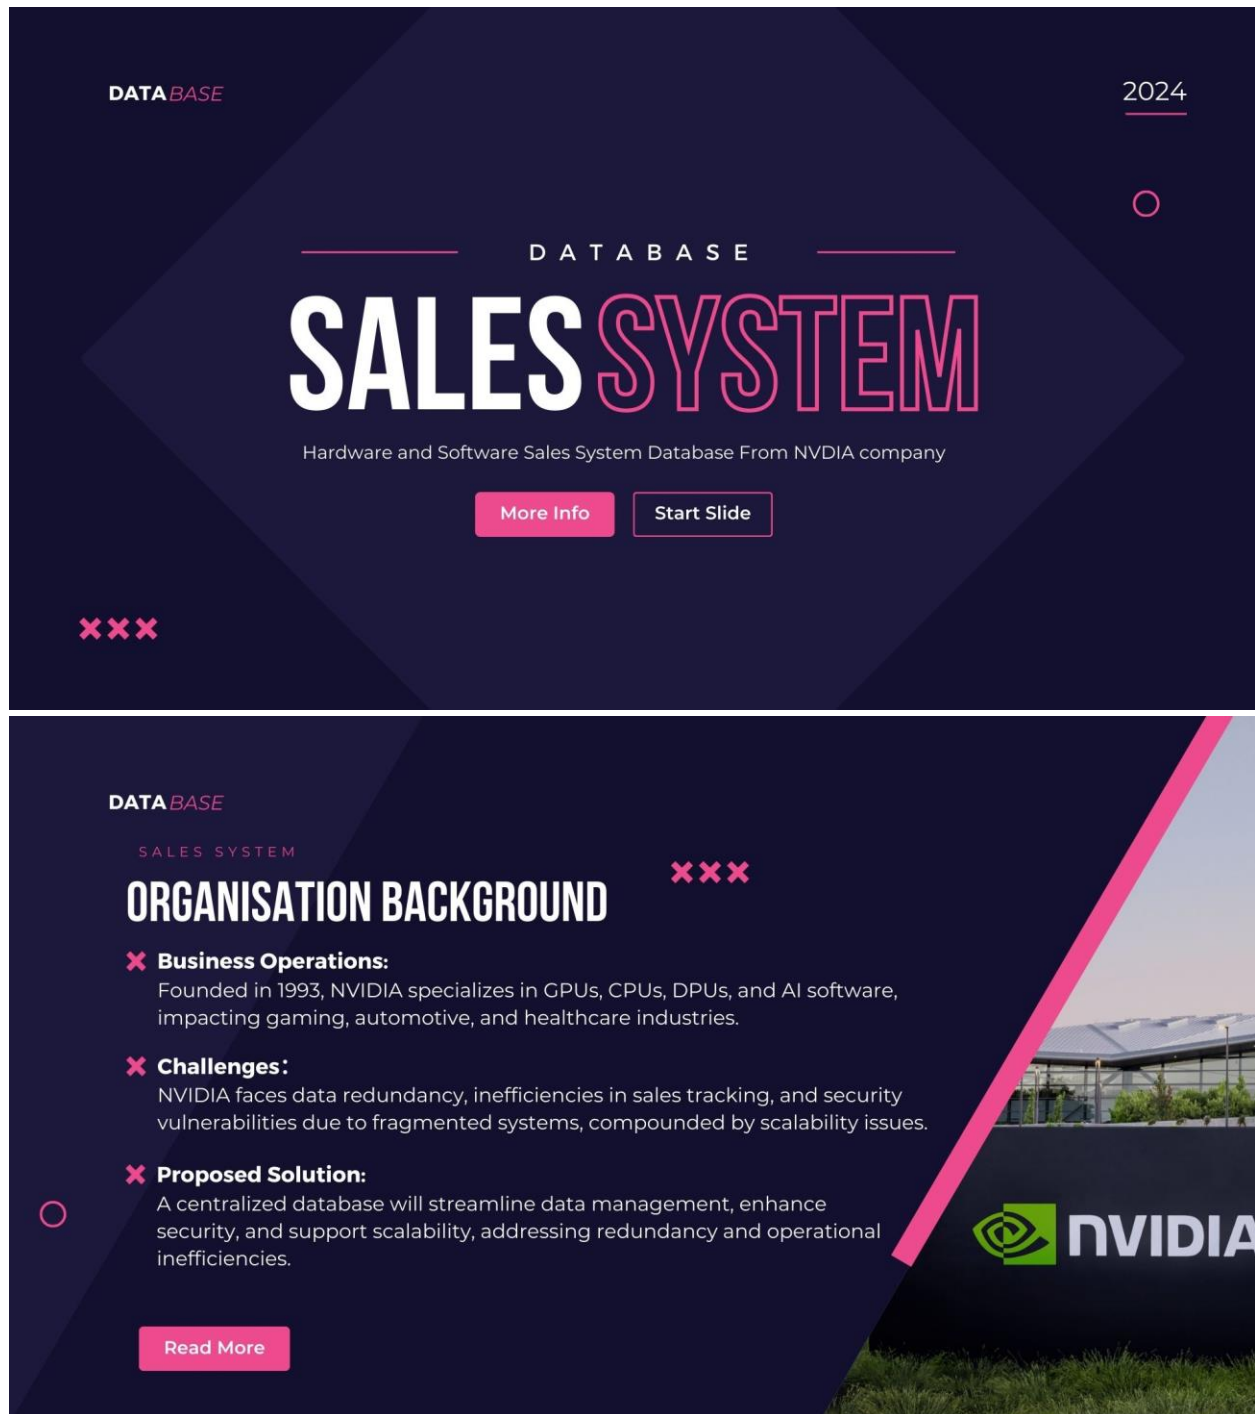 DATABASE
2024
DATABASE
SALES SYSTEM
Hardware and Software Sales System Database From NVDIA company
More Info
Start Slide
DATABASE
SALES SYSTEM
ORGANISATION BACKGROUND
Business Operations:
Founded in 1993, NVIDIA specializes in GPUs, CPUs, DPUs, and AI software,
impacting gaming, automotive, and healthcare industries.
Challenges:
NVIDIA faces data redundancy, inefficiencies in sales tracking, and security
vulnerabilities due to fragmented systems, compounded by scalability issues.
Proposed Solution:
A centralized database will streamline data management, enhance
security, and support scalability, addressing redundancy and operational
inefficiencies.
NVIDIA
Read More